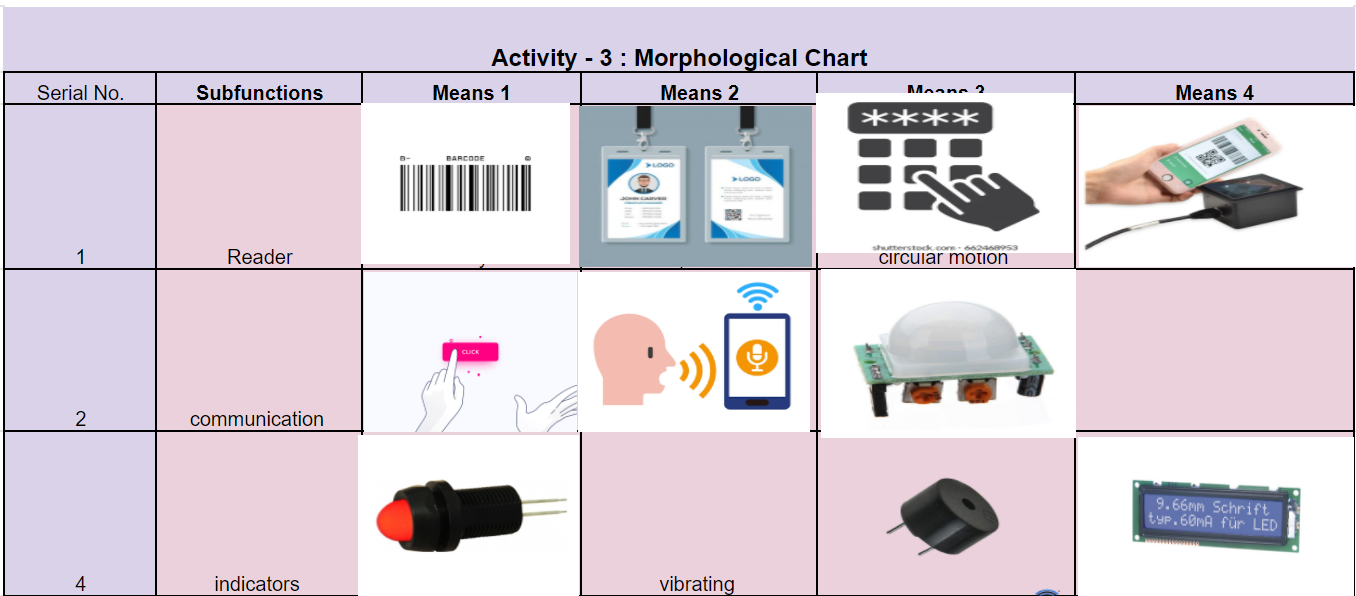 Activity - 3 : Morphological Chart
Serial No. Subfunctions Means 1 Means 2 Means 3 Means 4
B- BARCODE
LOGO
LOGO
JOHN CARVER
****
shutterstock.com · 662468953
1 Reader circular motion
CLICK
2 communication
9.66mm Schrift
typ.60mA für LED
4 indicators vibrating